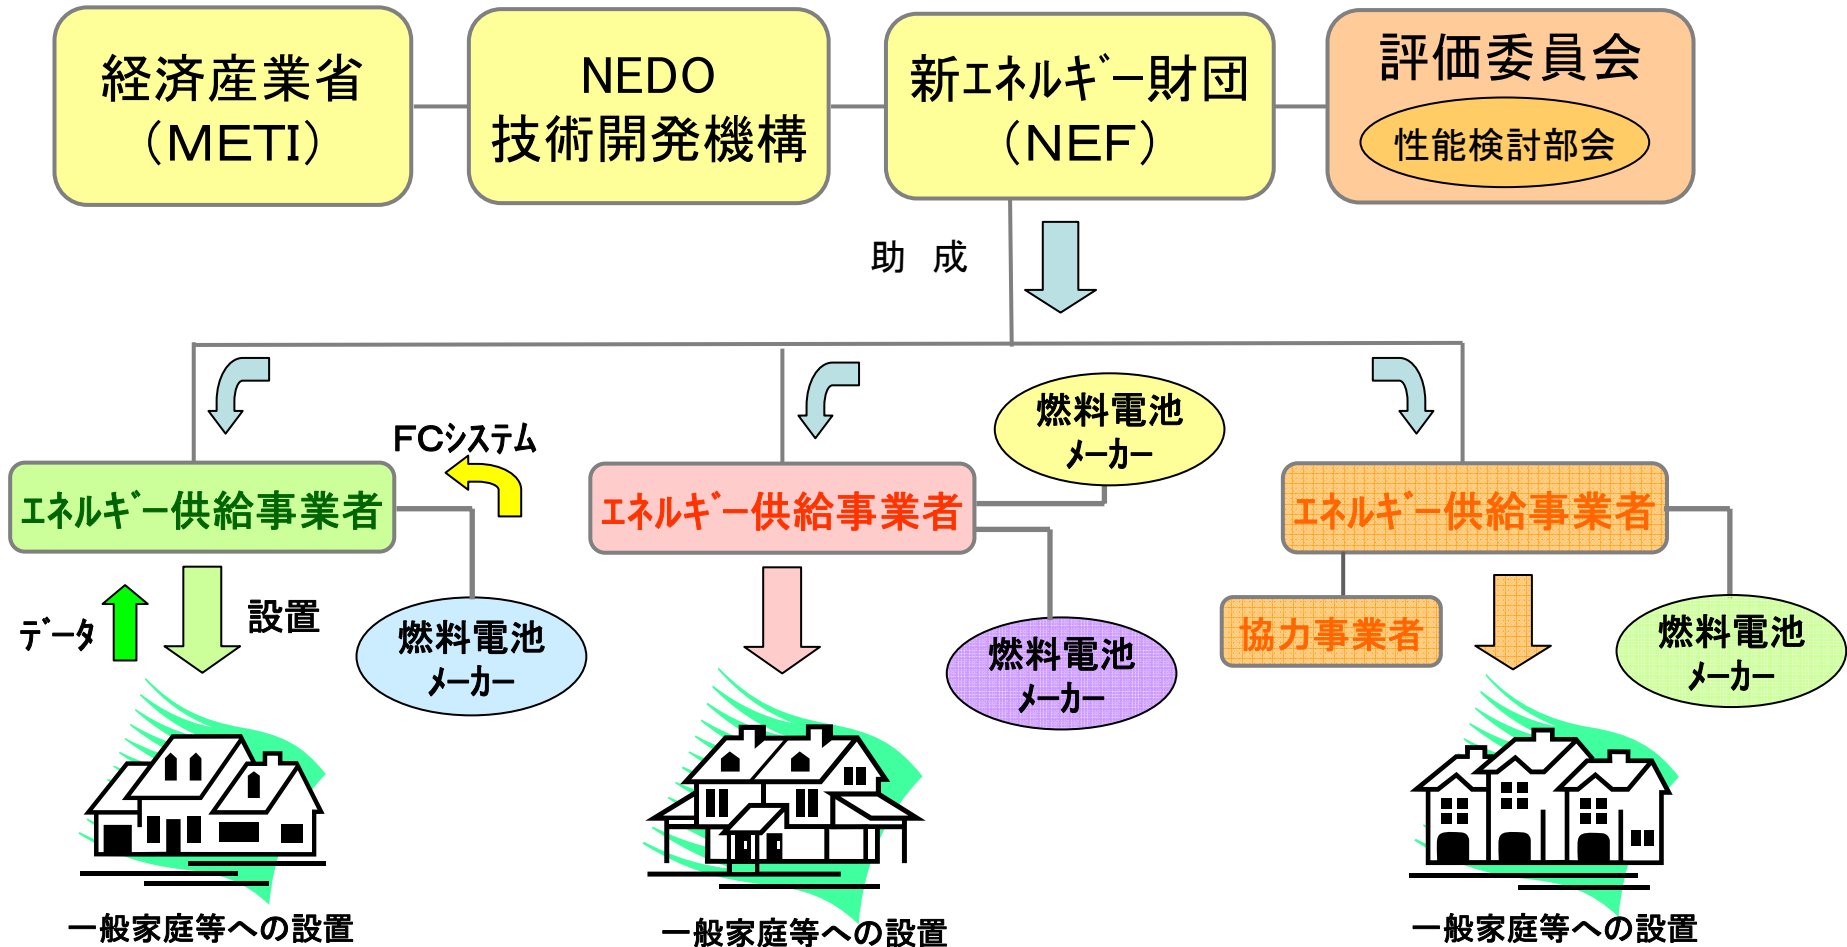 経済産業省
（METI）
NEDO
技術開発機構
新ｴﾈﾙｷﾞｰ財団
（NEF）
評価委員会
性能検討部会
助　成
燃料電池
ﾒｰｶｰ
FCｼｽﾃﾑ
ｴﾈﾙｷﾞｰ供給事業者
ｴﾈﾙｷﾞｰ供給事業者
ｴﾈﾙｷﾞｰ供給事業者
ﾃﾞｰﾀ
設置
燃料電池
ﾒｰｶｰ
燃料電池
ﾒｰｶｰ
協力事業者
燃料電池
ﾒｰｶｰ
一般家庭等への設置
一般家庭等への設置
一般家庭等への設置